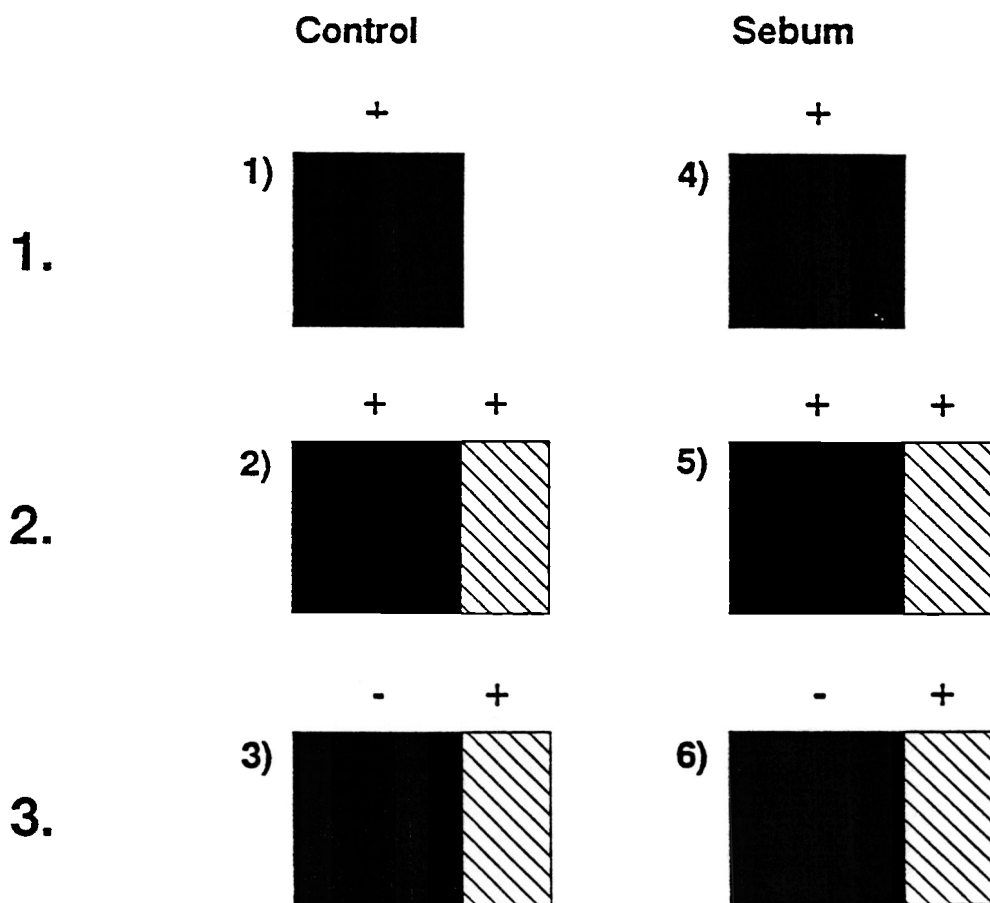 Control Sebum
+ +
1) 4)
1.
+ + + +
2) 5)
2.
- + - +
3) 6)
3.